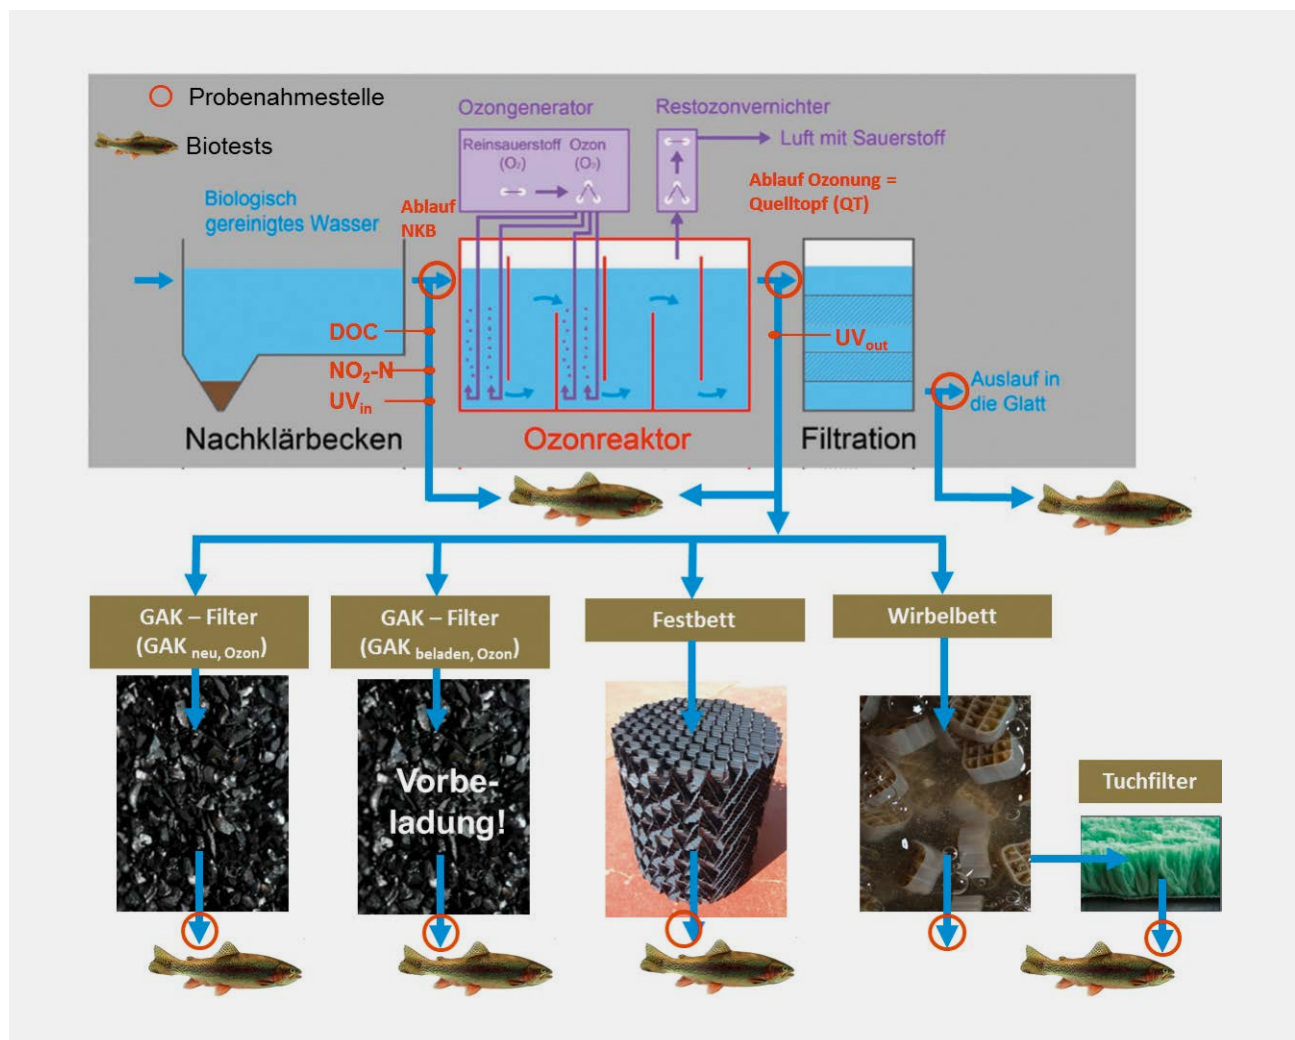 Probenahmestelle
Biotests
Ozongenerator
Reinsauerstoff
(O₂)
Ozon
(O₃)
Restozonvernichter
Luft mit Sauerstoff
Ablauf Ozonung =
Quelltopf (QT)
Biologisch
gereinigtes Wasser
Ablauf
NKB
DOC
NO₂-N
UVin
UVout
Auslauf in
die Glatt
Nachklärbecken
Ozonreaktor
Filtration
GAK – Filter
(GAK neu, Ozon)
GAK – Filter
(GAK beladen, Ozon)
Festbett
Wirbelbett
Vorbe-
ladung!
Tuchfilter